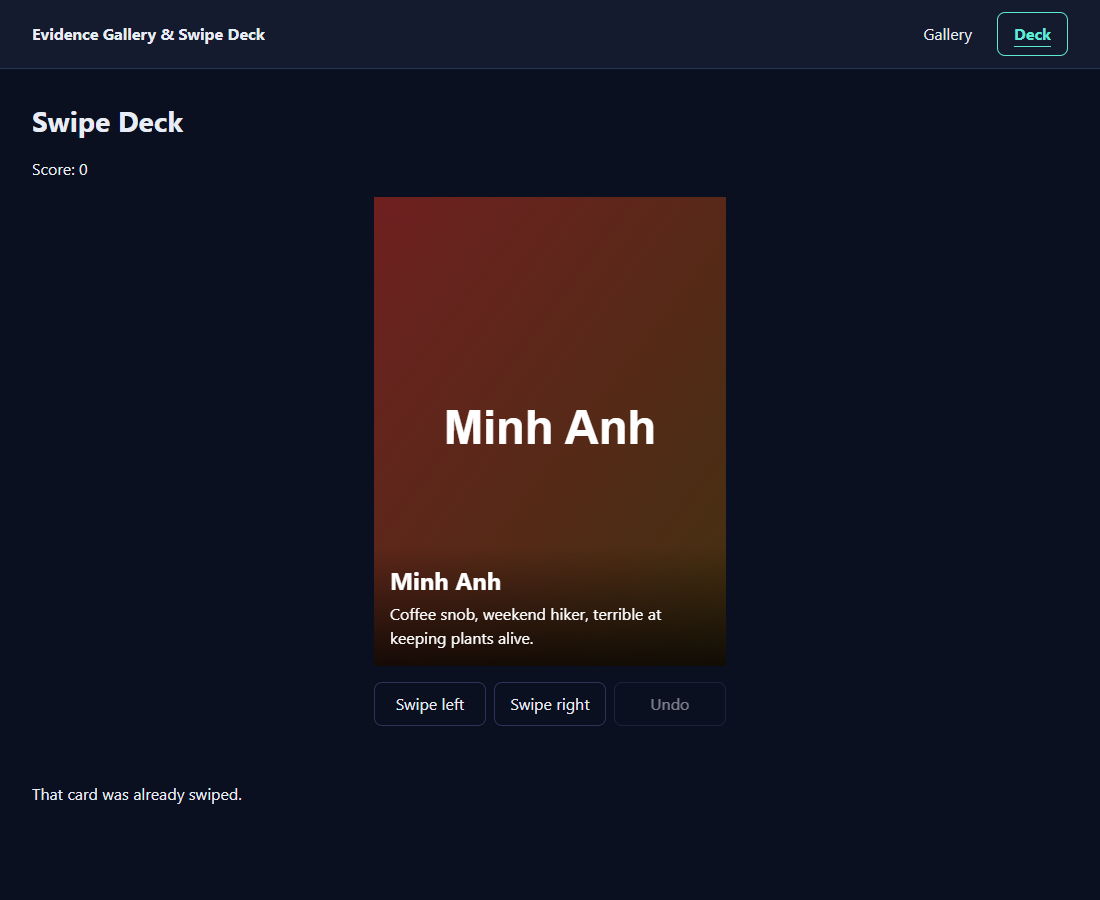 Evidence Gallery & Swipe Deck
Gallery
Deck
Swipe Deck
Score: 0
Minh Anh
Minh Anh
Coffee snob, weekend hiker, terrible at
keeping plants alive.
Swipe left
Swipe right
Undo
That card was already swiped.